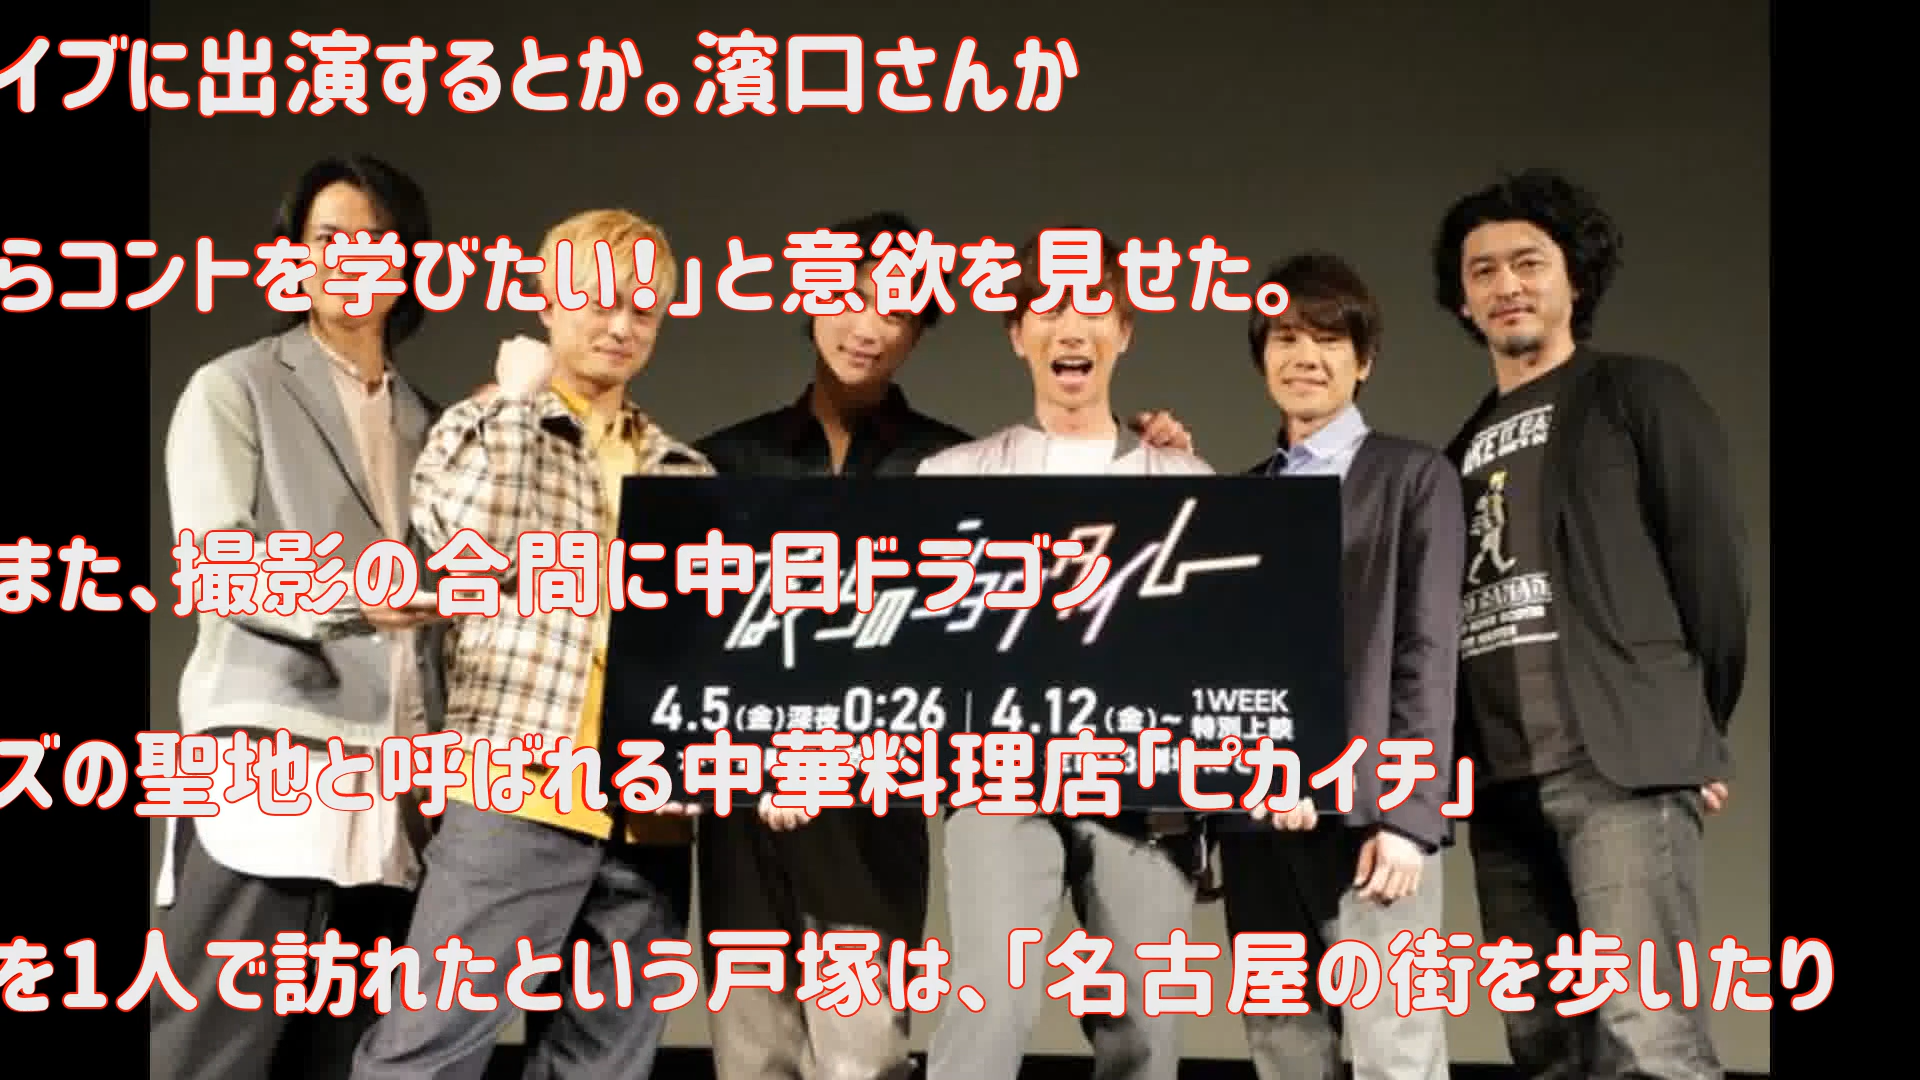 イブに出演するとか。濱口さんか
らコントを学びたい！」と意欲を見せた。
また、撮影の合間に中日ドラゴン
ズの聖地と呼ばれる中華料理店「ピカイチ」
を1人で訪れたという戸塚は、「名古屋の街を歩いたり
4.5(金)深夜0:26 | 4.12(金)~ 1WEEK
特別上映